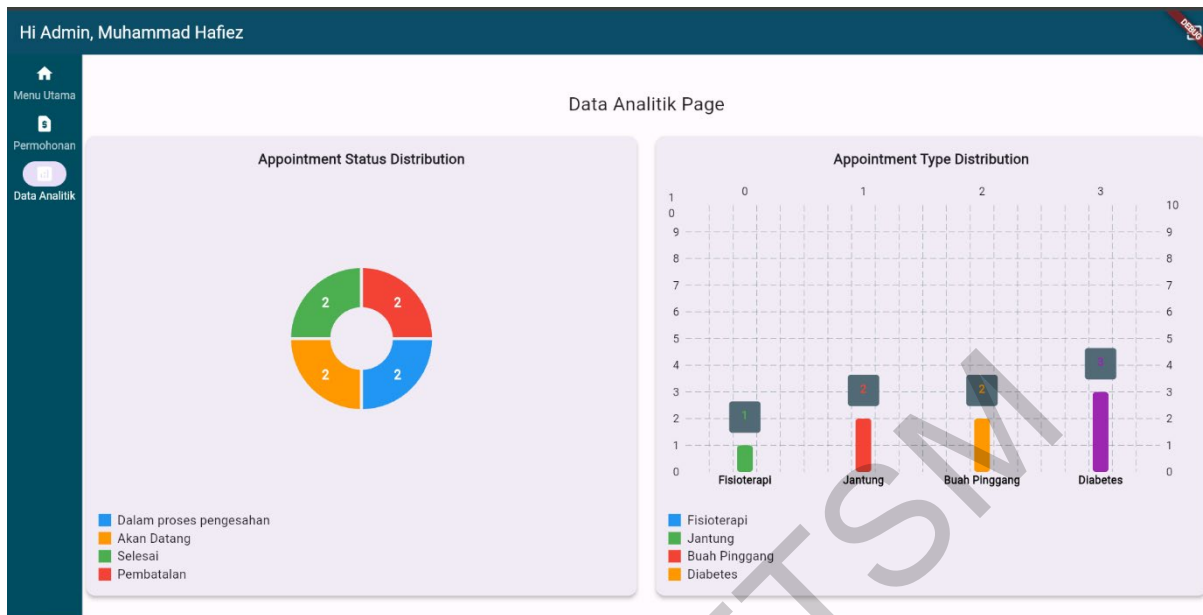 Hi Admin, Muhammad Hafiez
DEBUG
Menu Utama
Permohonan
Data Analitik
Data Analitik Page
Appointment Status Distribution
2 2
2 2
Dalam proses pengesahan
Akan Datang
Selesai
Pembatalan
Appointment Type Distribution
0 1 2 3
1
0 10
9 9
8 8
7 7
6 6
5 5
4 3 4
3 2 2 3
2 1 2
1 1
0 0
Fisioterapi Jantung Buah Pinggang Diabetes
Fisioterapi
Jantung
Buah Pinggang
Diabetes
TSM